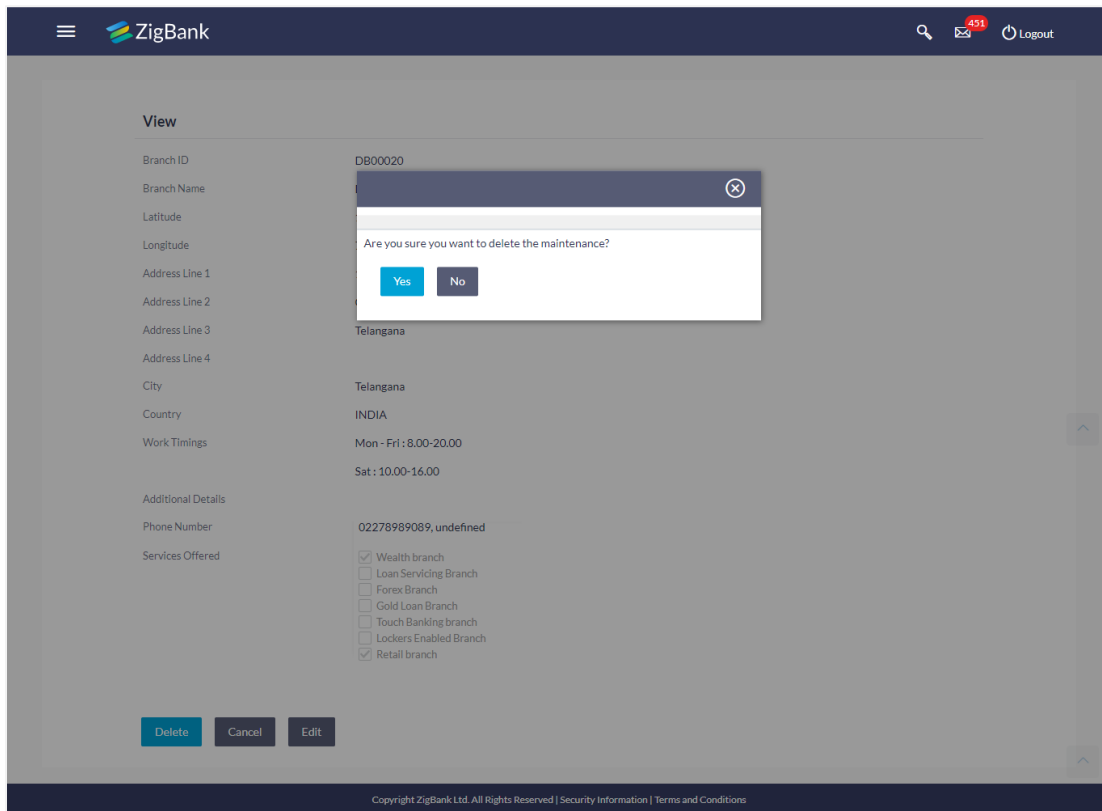 ZigBank
451
Logout
View
Branch ID DB00020
Branch Name
Latitude
Longitude
Are you sure you want to delete the maintenance?
Address Line 1
Yes No
Address Line 2
Address Line 3 Telangana
Address Line 4
City Telangana
Country INDIA
Work Timings Mon - Fri : 8.00-20.00
Sat : 10.00-16.00
Additional Details
Phone Number 02278989089, undefined
Services Offered Wealth branch
Loan Servicing Branch
Forex Branch
Gold Loan Branch
Touch Banking branch
Lockers Enabled Branch
Retail branch
Delete Cancel Edit
Copyright ZigBank Ltd. All Rights Reserved | Security Information | Terms and Conditions